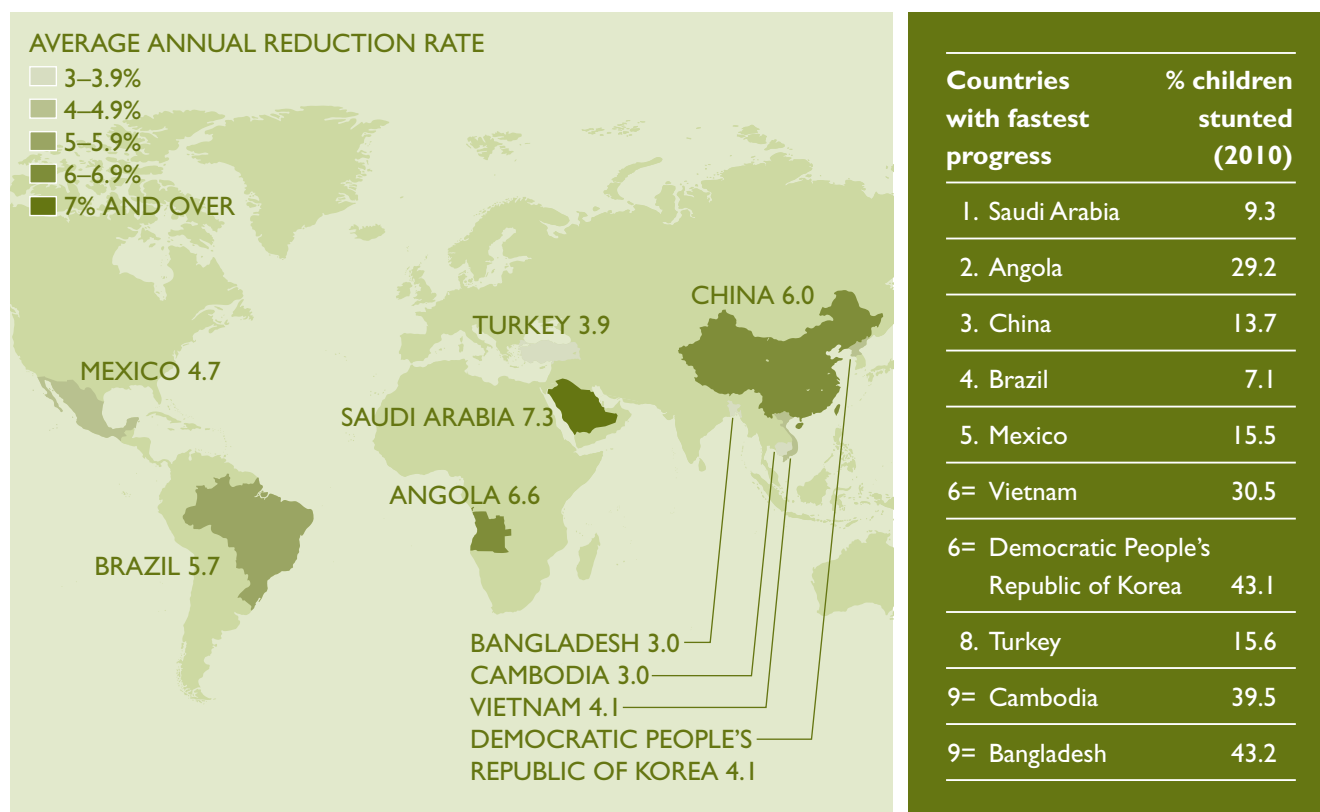 AVERAGE ANNUAL REDUCTION RATE
3–3.9%
4–4.9%
5–5.9%
6–6.9%
7% AND OVER
CHINA 6.0
TURKEY 3.9
MEXICO 4.7
SAUDI ARABIA 7.3
ANGOLA 6.6
BRAZIL 5.7
BANGLADESH 3.0
CAMBODIA 3.0
VIETNAM 4.1
DEMOCRATIC PEOPLE'S
REPUBLIC OF KOREA 4.1
Countries % children
with fastest stunted
progress (2010)
1. Saudi Arabia 9.3
2. Angola 29.2
3. China 13.7
4. Brazil 7.1
5. Mexico 15.5
6= Vietnam 30.5
6= Democratic People's
Republic of Korea 43.1
8. Turkey 15.6
9= Cambodia 39.5
9= Bangladesh 43.2